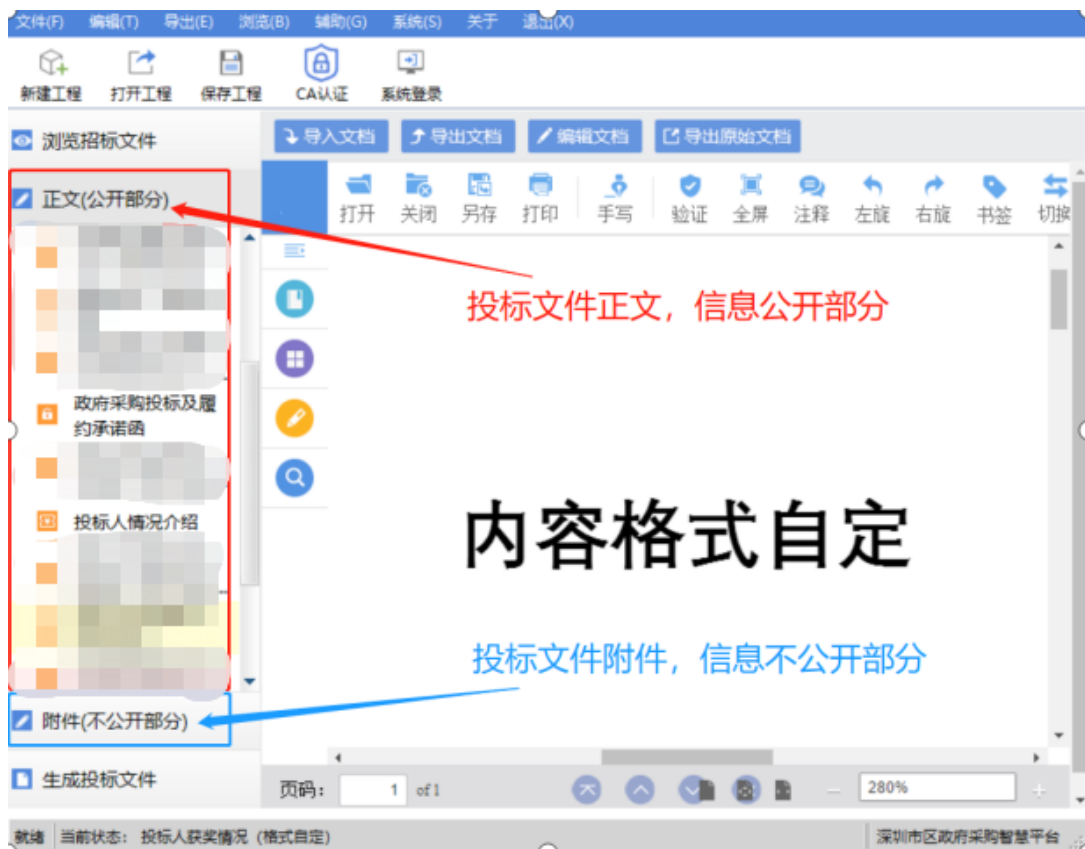 文件(F) 编辑(T) 导出(E) 浏览(B) 辅助(G) 系统(S) 关于 退出(X)
新建工程 打开工程 保存工程 CA认证 系统登录
浏览招标文件
导入文档 导出文档 编辑文档 导出原始文档
正文(公开部分)
打开 关闭 另存 打印 手写 验证 全屏 注释 左旋 右旋 书签 切换
投标文件正文，信息公开部分
政府采购投标及履
约承诺函
投标人情况介绍
内容格式自定
投标文件附件，信息不公开部分
附件(不公开部分)
生成投标文件
页码: 1 of 1 280%
就绪 当前状态: 投标人获奖情况 (格式自定) 深圳市区政府采购智慧平台